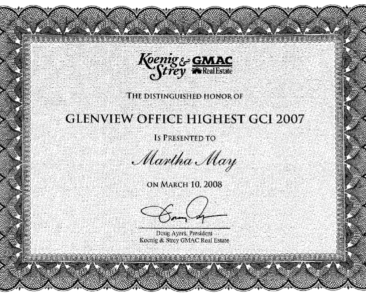 Koenig & GMAC
Strey Real Estate
THE DISTINGUISHED HONOR OF
GLENVIEW OFFICE HIGHEST GCI 2007
IS PRESENTED TO
Martha May
ON MARCH 10, 2008
Doug Ayers, President
Koenig & Strey GMAC Real Estate